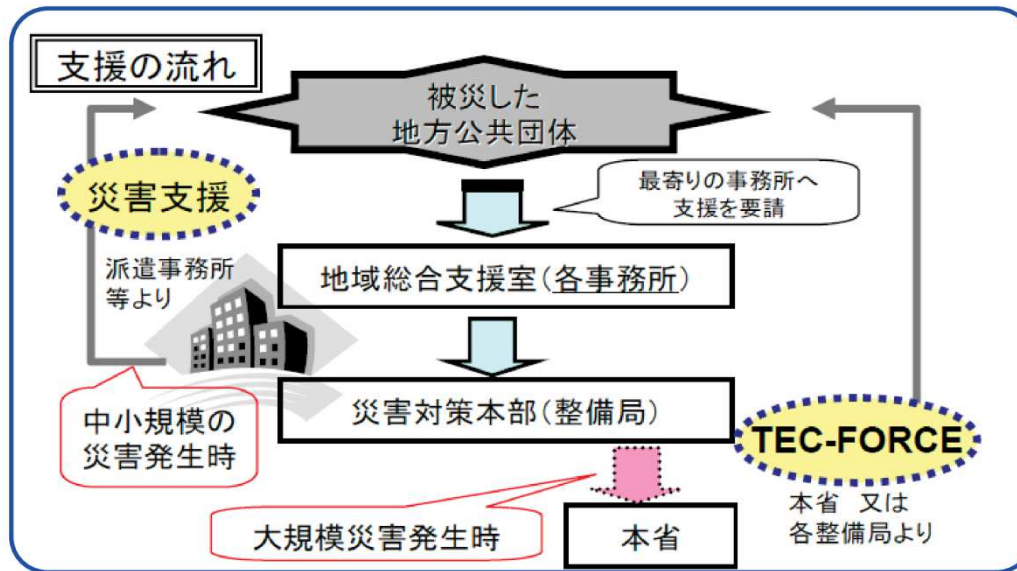 支援の流れ
被災した
地方公共団体
最寄りの事務所へ
支援を要請
災害支援
派遣事務所
等より
地域総合支援室(各事務所)
中小規模の
災害発生時
災害対策本部(整備局)
TEC-FORCE
本省 又は
各整備局より
大規模災害発生時
本省